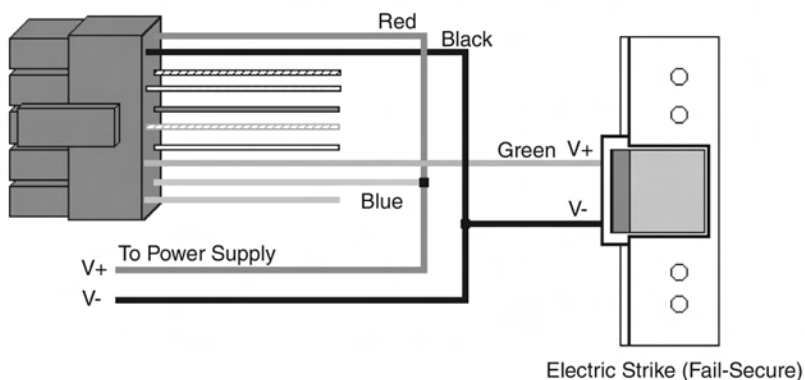 Red
Black
Green V+
Blue
V-
To Power Supply
V+
V-
Electric Strike (Fail-Secure)